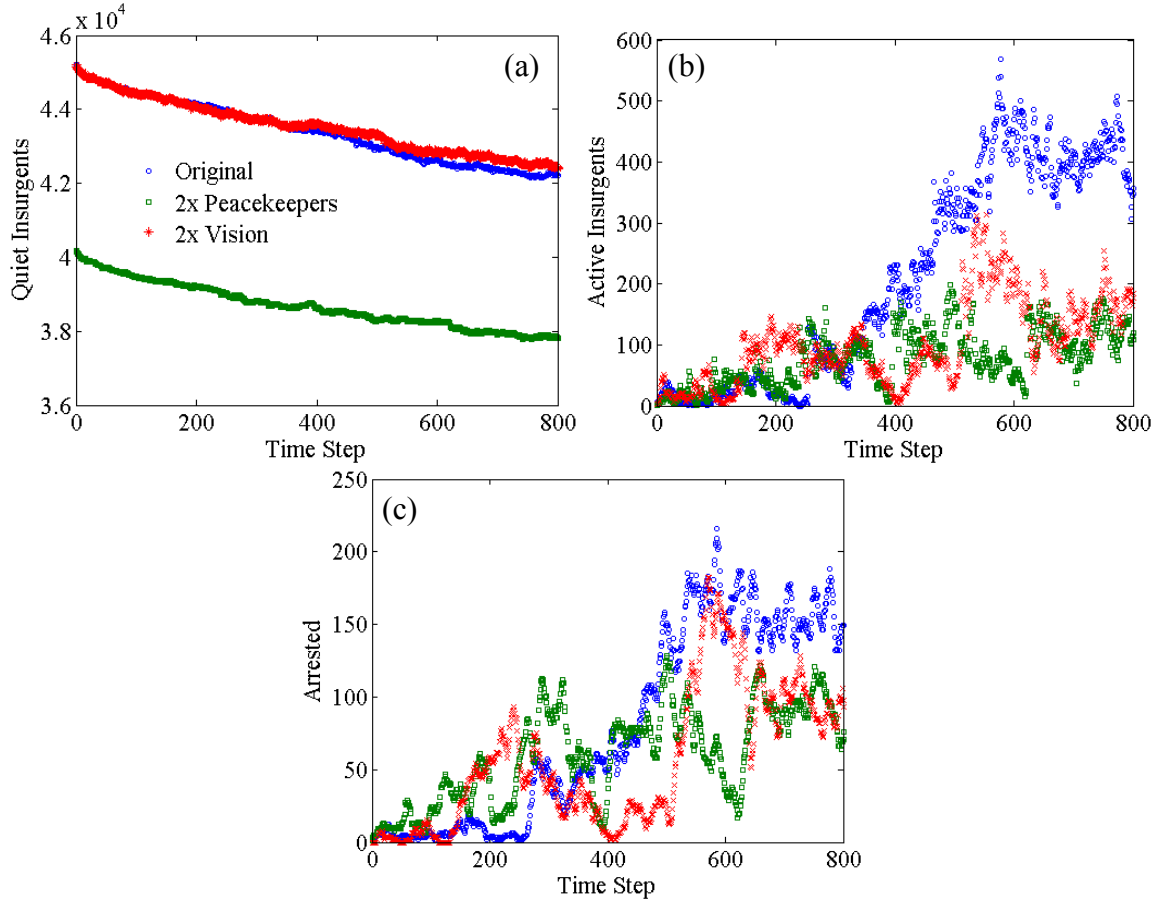 x 10^4
4.6
4.4
4.2
4
3.8
3.6
0
200
400
600
800
Quiet Insurgents
Time Step
(a)
Original
2x Peacekeepers
2x Vision
600
500
400
300
200
100
0
0
200
400
600
800
Active Insurgents
Time Step
(b)
250
200
150
100
50
0
0
200
400
600
800
Arrested
Time Step
(c)